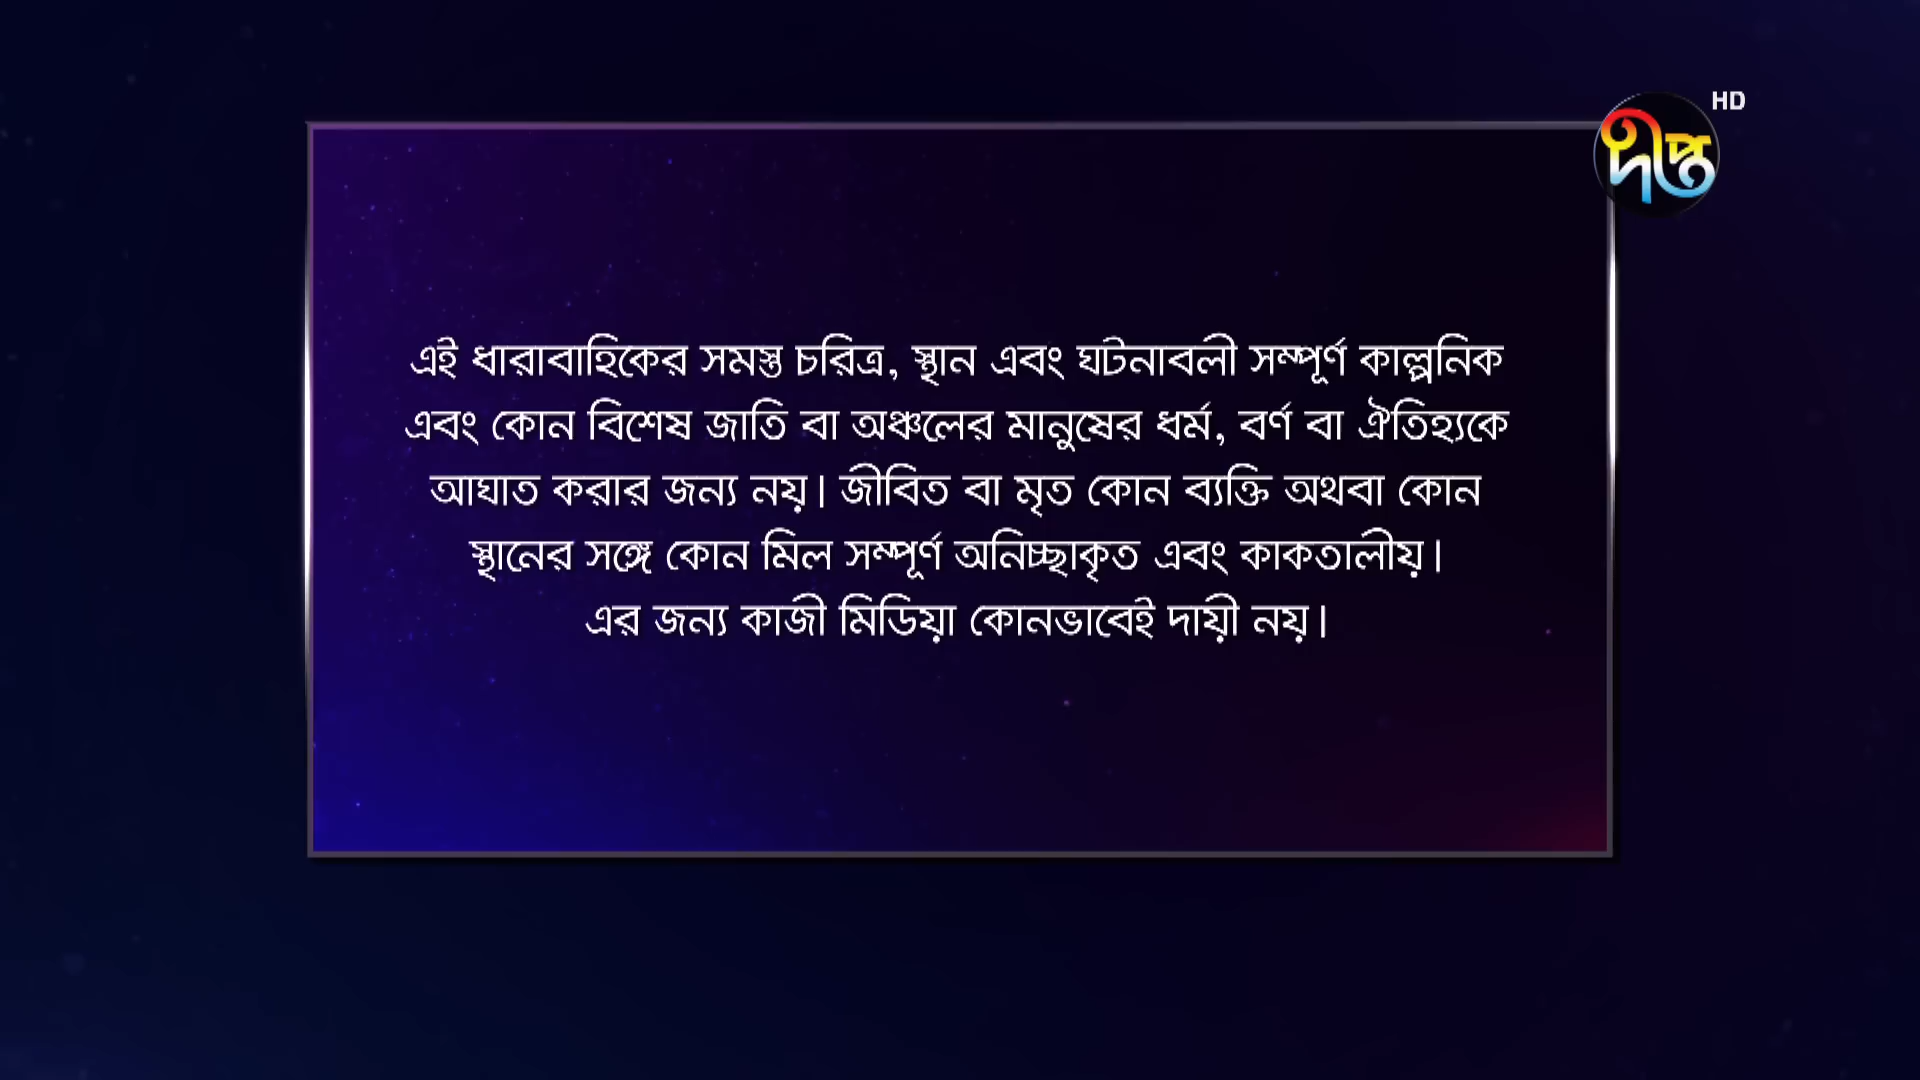 HD
দীপ্ত
এই ধারাবাহিকের সমস্ত চরিত্র, স্থান এবং ঘটনাবলী সম্পূর্ণ কাল্পনিক
এবং কোন বিশেষ জাতি বা অঞ্চলের মানুষের ধর্ম, বর্ণ বা ঐতিহ্যকে
আঘাত করার জন্য নয়। জীবিত বা মৃত কোন ব্যক্তি অথবা কোন
স্থানের সঙ্গে কোন মিল সম্পূর্ণ অনিচ্ছাকৃত এবং কাকতালীয়।
এর জন্য কাজী মিডিয়া কোনভাবেই দায়ী নয়।